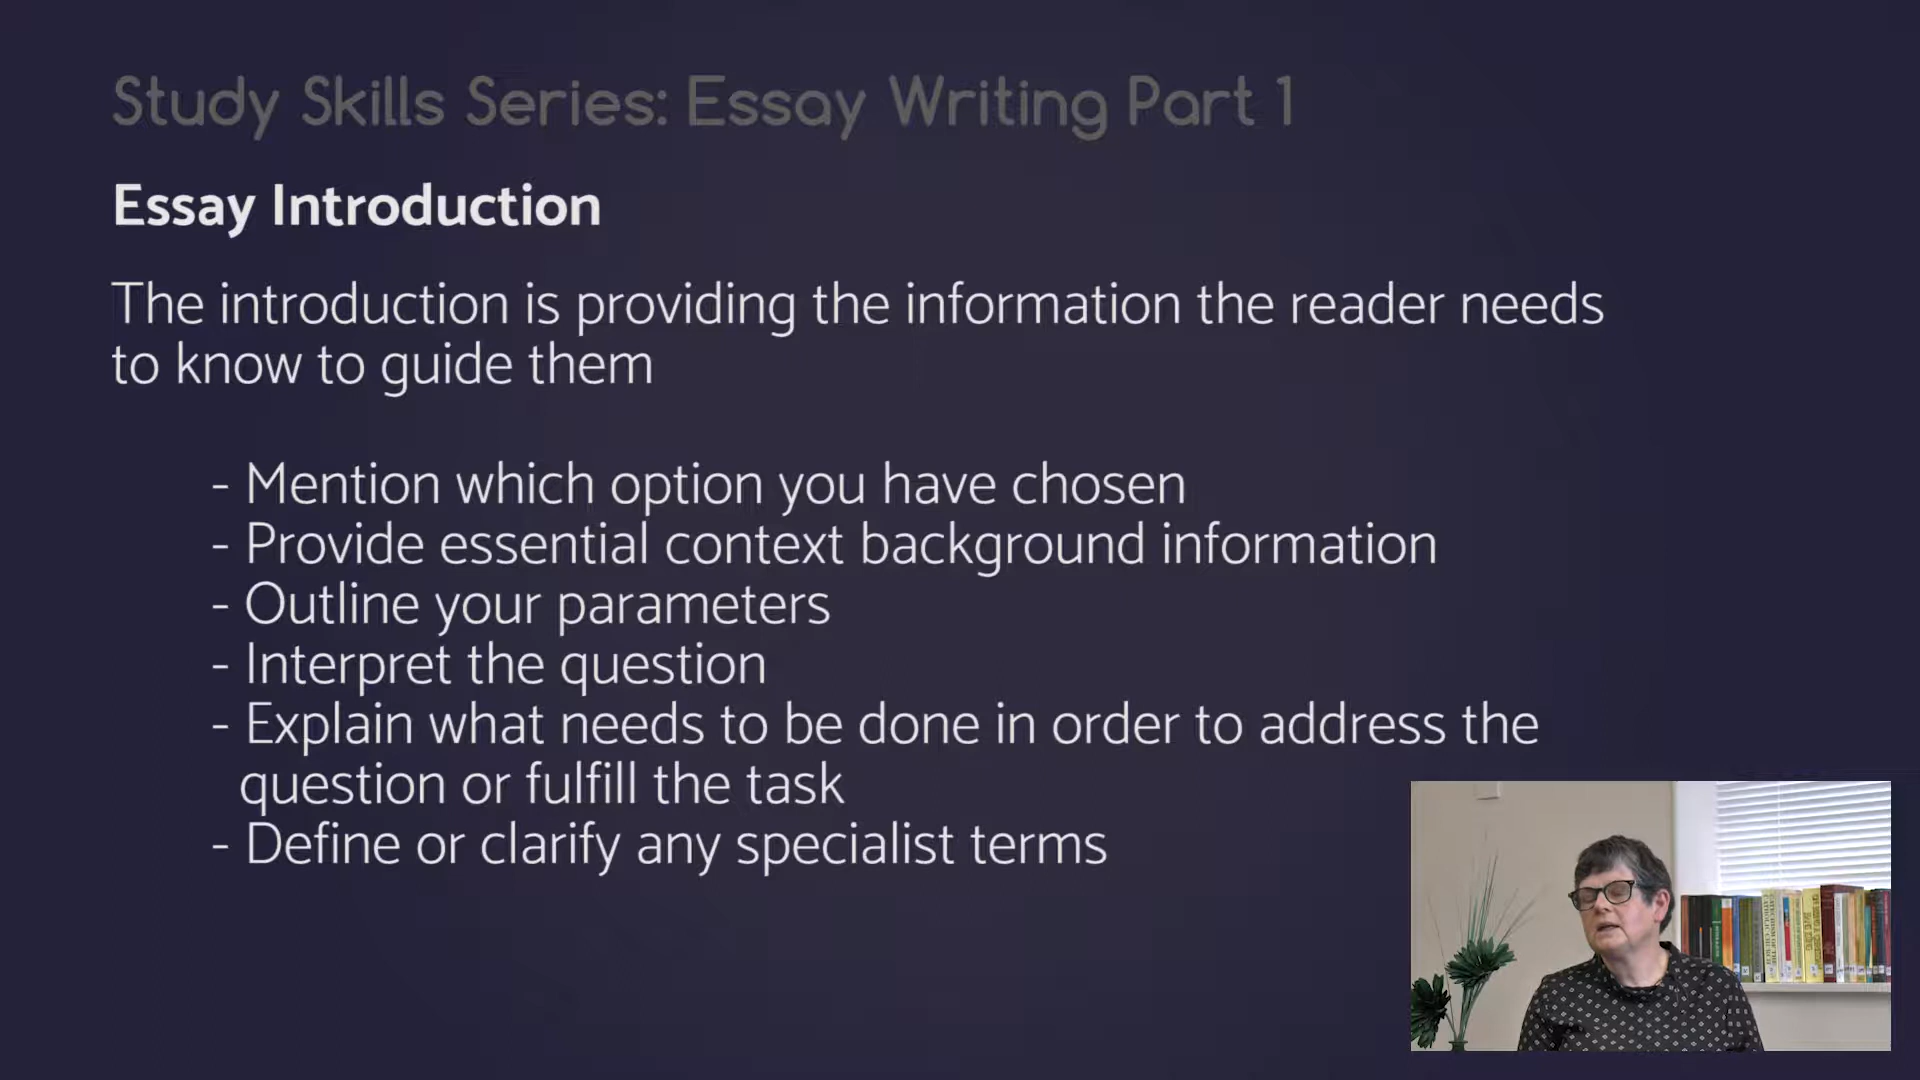 Study Skills Series: Essay Writing Part 1
Essay Introduction
The introduction is providing the information the reader needs
to know to guide them
- Mention which option you have chosen
- Provide essential context background information
- Outline your parameters
- Interpret the question
- Explain what needs to be done in order to address the
question or fulfill the task
- Define or clarify any specialist terms